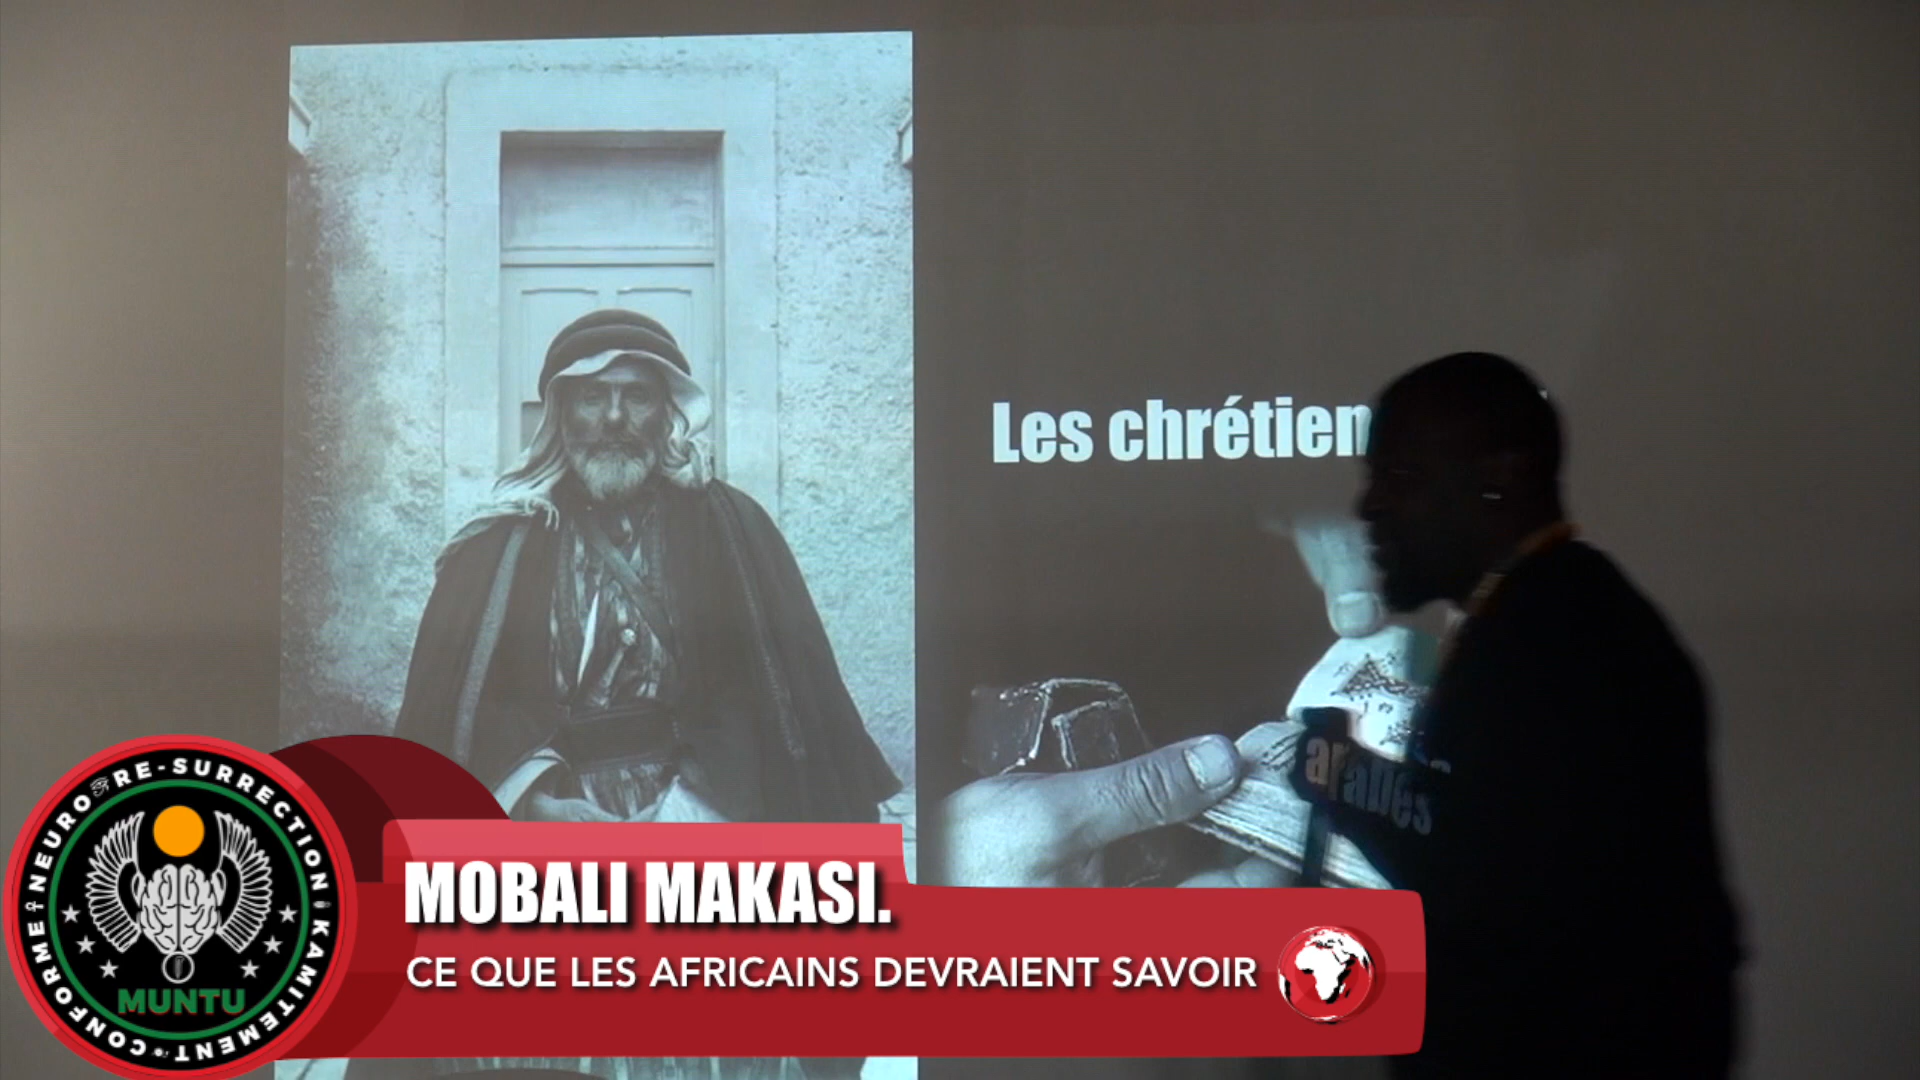 Les chrétien
arabes
MOBALI MAKASI.
CE QUE LES AFRICAINS DEVRAIENT SAVOIR
NEURO RE-SURRECTION KAMITEMENT CONFORME
MUNTU